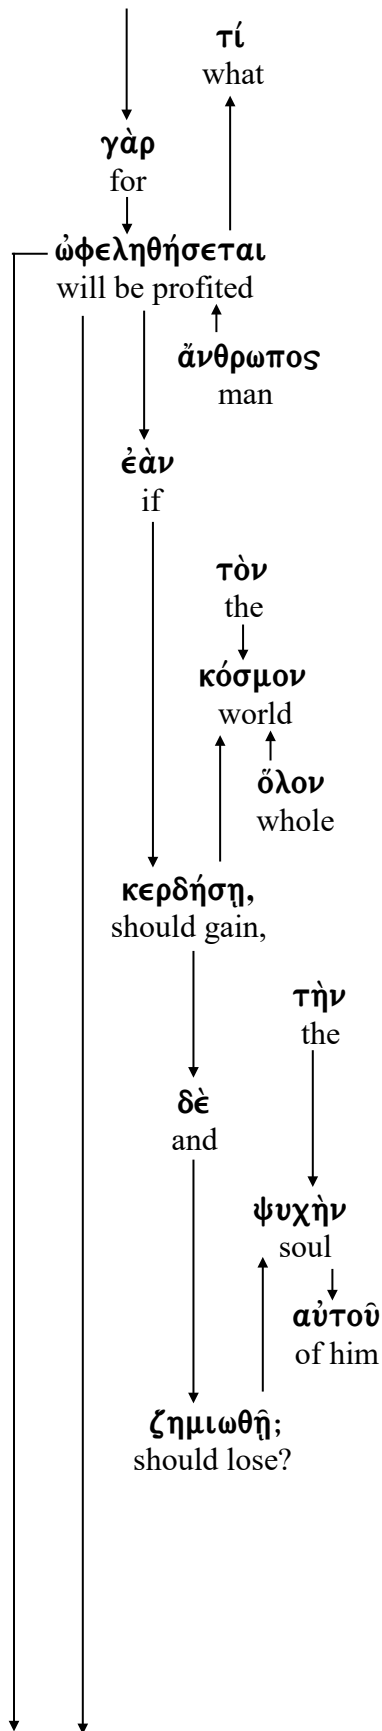 τί
what
γὰρ
for
ὠφεληθήσεται
will be profited
ἄνθρωπος
man
ἐὰν
if
τὸν
the
κόσμον
world
ὅλον
whole
κερδήσῃ,
should gain,
τὴν
the
δὲ
and
ψυχὴν
soul
αὐτοῦ
of him
ζημιωθῇ;
should lose?